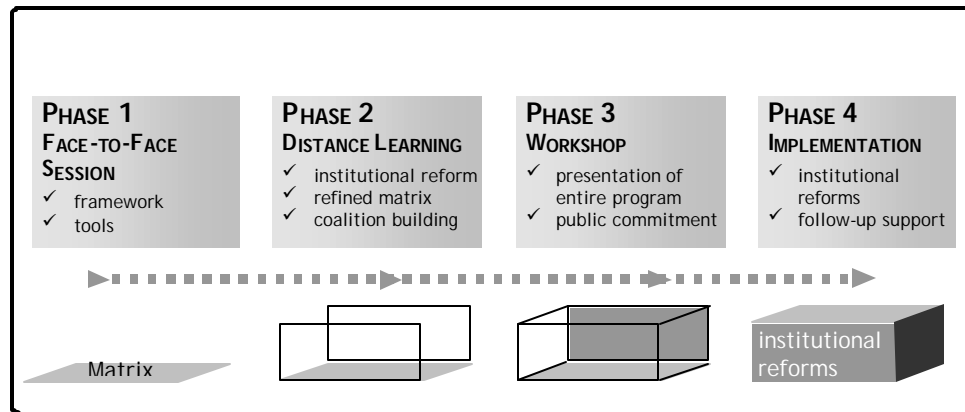 PHASE 1
FACE-TO-FACE
SESSION
✓ framework
✓ tools
PHASE 2
DISTANCE LEARNING
✓ institutional reform
✓ refined matrix
✓ coalition building
PHASE 3
WORKSHOP
✓ presentation of
entire program
✓ public commitment
PHASE 4
IMPLEMENTATION
✓ institutional
reforms
✓ follow-up support
Matrix
institutional
reforms